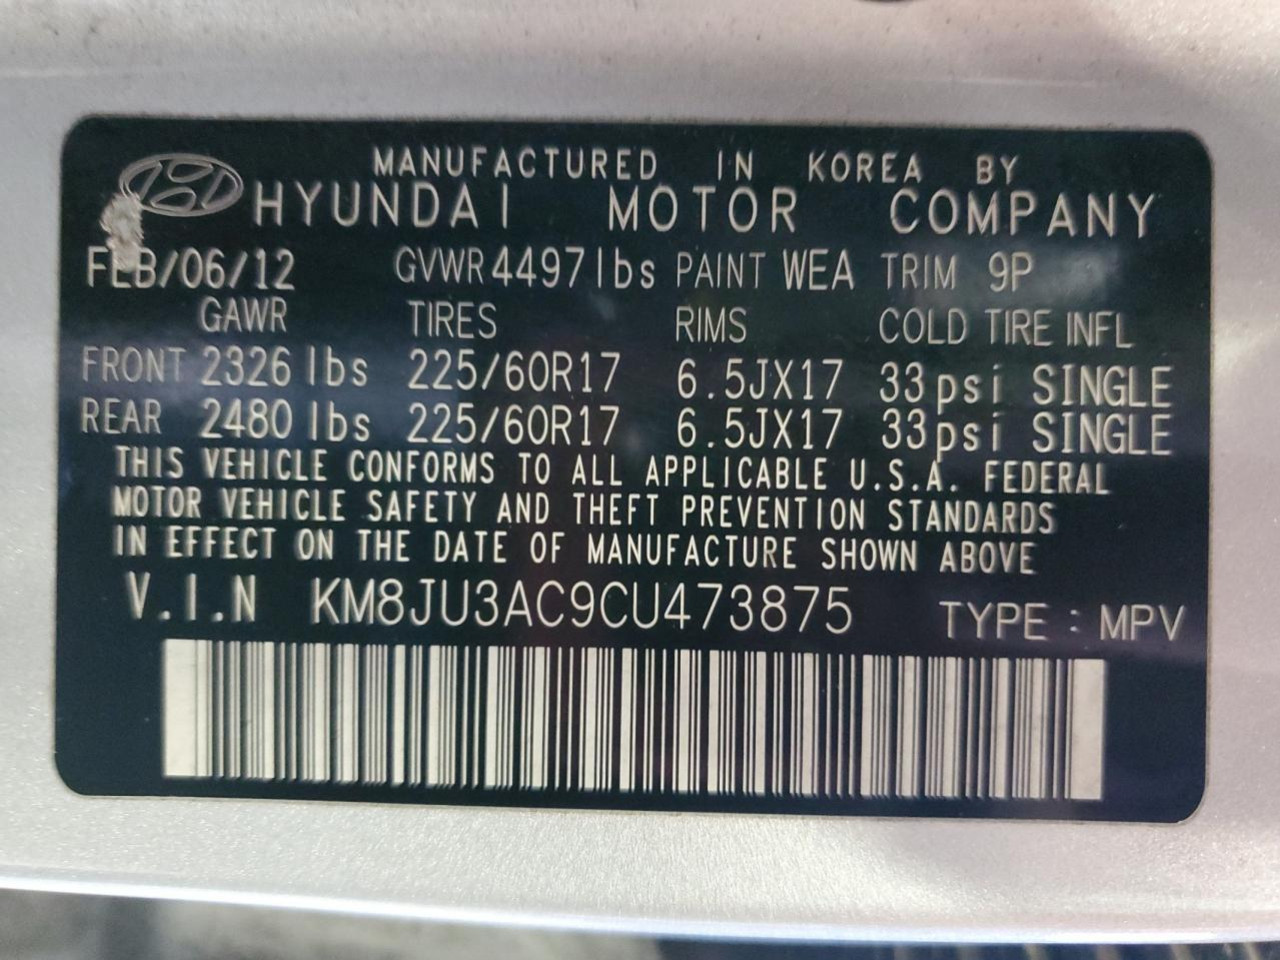 MANUFACTURED IN KOREA BY
HYUNDAI MOTOR COMPANY
FEB/06/12 GVWR 4497lbs PAINT WEA TRIM 9P
GAWR TIRES RIMS COLD TIRE INFL
FRONT 2326 lbs 225/60R17 6.5JX17 33psi SINGLE
REAR 2480 lbs 225/60R17 6.5JX17 33psi SINGLE
THIS VEHICLE CONFORMS TO ALL APPLICABLE U.S.A. FEDERAL
MOTOR VEHICLE SAFETY AND THEFT PREVENTION STANDARDS
IN EFFECT ON THE DATE OF MANUFACTURE SHOWN ABOVE
V.I.N KM8JU3AC9CU473875 TYPE : MPV